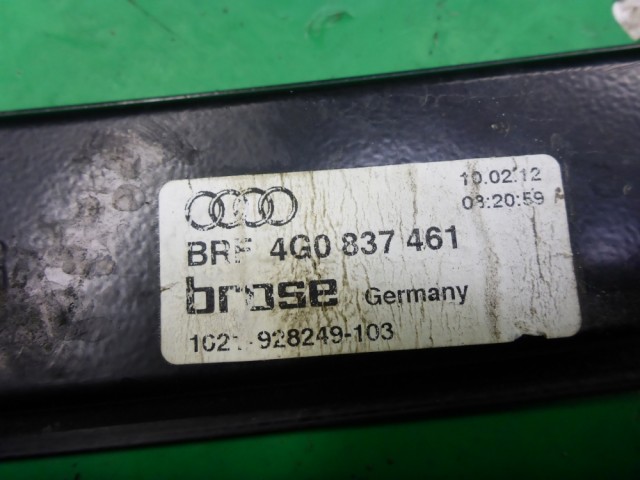 10.02.12
08:20:59
BRF 4G0 837 461
brose Germany
928249-103